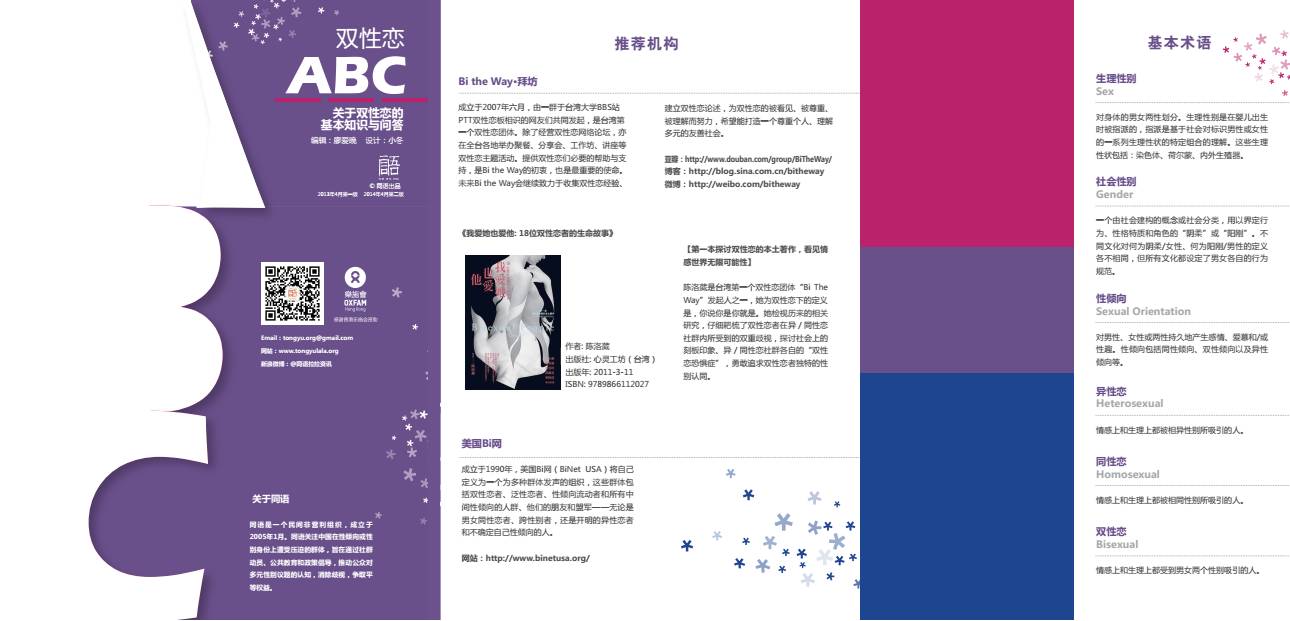 双性恋
ABC
关于双性恋的
基本知识与问答
编辑：廖爱晚 设计：小冬
© 同语出品
2013年4月第一版 2014年4月第二版
樂施會
OXFAM
Hong Kong
感谢香港乐施会资助
Email：tongyu.org@gmail.com
网站：www.tongyulala.org
新浪微博：@同语拉拉资讯
关于同语
同语是一个民间非营利组织，成立于
2005年1月。同语关注中国在性倾向或性
别身份上遭受压迫的群体，旨在通过社群
动员、公共教育和政策倡导，推动公众对
多元性别议题的认知，消除歧视，争取平
等权益。
推荐机构
Bi the Way•拜坊
成立于2007年六月，由一群于台湾大学BBS站
PTT双性恋板相识的网友们共同发起，是台湾第
一个双性恋团体。除了经营双性恋网络论坛，亦
在全台各地举办聚餐、分享会、工作坊、讲座等
双性恋主题活动。提供双性恋们必要的帮助与支
持，是Bi the Way的初衷，也是最重要的使命。
未来Bi the Way会继续致力于收集双性恋经验、
建立双性恋论述，为双性恋的被看见、被尊重、
被理解而努力，希望能打造一个尊重个人、理解
多元的友善社会。
豆瓣：http://www.douban.com/group/BiTheWay/
博客：http://blog.sina.com.cn/bitheway
微博：http://weibo.com/bitheway
《我爱她也爱他: 18位双性恋者的生命故事》
我愛她
也愛
他
作者: 陈洛葳
出版社: 心灵工坊（台湾）
出版年: 2011-3-11
ISBN: 9789866112027
【第一本探讨双性恋的本土著作，看见情
感世界无限可能性】
陈洛葳是台湾第一个双性恋团体“Bi The
Way”发起人之一，她为双性恋下的定义
是，你说你是你就是。她检视历来的相关
研究，仔细耙梳了双性恋者在异 / 同性恋
社群内所受到的双重歧视，探讨社会上的
刻板印象、异 / 同性恋社群各自的“双性
恋恐惧症”，勇敢追求双性恋者独特的性
别认同。
美国Bi网
成立于1990年，美国Bi网（BiNet USA）将自己
定义为一个为多种群体发声的组织，这些群体包
括双性恋者、泛性恋者、性倾向流动者和所有中
间性倾向的人群、他们的朋友和盟军——无论是
男女同性恋者、跨性别者，还是开明的异性恋者
和不确定自己性倾向的人。
网站：http://www.binetusa.org/
基本术语
生理性别
Sex
对身体的男女两性划分。生理性别是在婴儿出生
时被指派的，指派是基于社会对标识男性或女性
的一系列生理性状的特定组合的理解。这些生理
性状包括：染色体、荷尔蒙、内外生殖器。
社会性别
Gender
一个由社会建构的概念或社会分类，用以界定行
为、性格特质和角色的“阴柔”或“阳刚”。不
同文化对何为阴柔/女性、何为阳刚/男性的定义
各不相同，但所有文化都设定了男女各自的行为
规范。
性倾向
Sexual Orientation
对男性、女性或两性持久地产生感情、爱慕和/或
性趣。性倾向包括同性倾向、双性倾向以及异性
倾向等。
异性恋
Heterosexual
情感上和生理上都被相异性别所吸引的人。
同性恋
Homosexual
情感上和生理上都被相同性别所吸引的人。
双性恋
Bisexual
情感上和生理上都受到男女两个性别吸引的人。